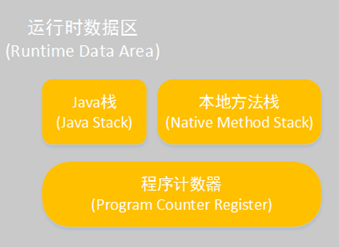 运行时数据区
(Runtime Data Area)
Java栈
(Java Stack)
本地方法栈
(Native Method Stack)
程序计数器
(Program Counter Register)